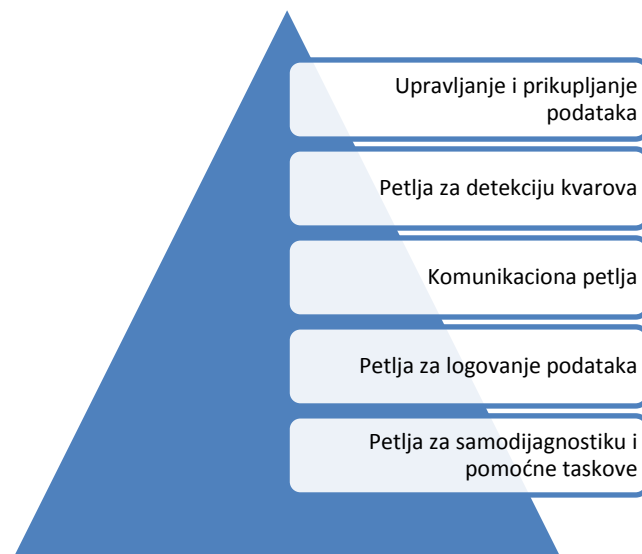 Upravljanje i prikupljanje
podataka
Petlja za detekciju kvarova
Komunikaciona petlja
Petlja za logovanje podataka
Petlja za samodijagnostiku i
pomoćne taskove